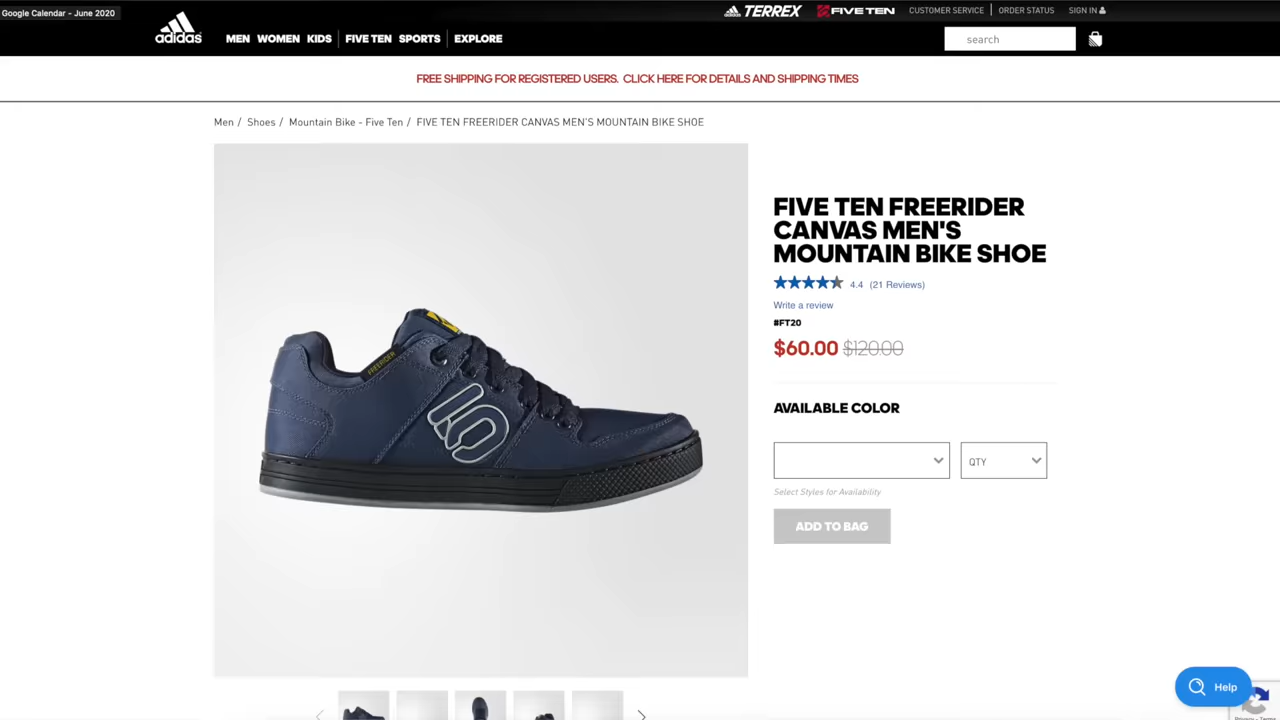 Google Calendar - June 2020
adidas TERREX FIVE TEN CUSTOMER SERVICE ORDER STATUS SIGN IN
adidas MEN WOMEN KIDS FIVE TEN SPORTS EXPLORE search
FREE SHIPPING FOR REGISTERED USERS. CLICK HERE FOR DETAILS AND SHIPPING TIMES
Men / Shoes / Mountain Bike - Five Ten / FIVE TEN FREERIDER CANVAS MEN'S MOUNTAIN BIKE SHOE
FREERIDER
FIVE TEN FREERIDER
CANVAS MEN'S
MOUNTAIN BIKE SHOE
4.4 (21 Reviews)
Write a review
#FT20
$60.00 $120.00
AVAILABLE COLOR
QTY
Select Styles for Availability
ADD TO BAG
Help
Privacy - Terms